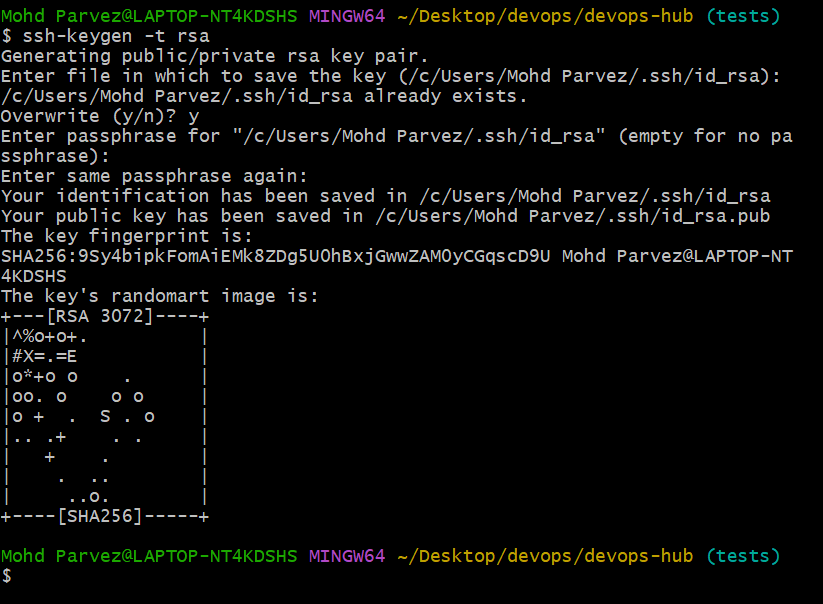 Mohd Parvez@LAPTOP-NT4KDSHS MINGW64 ~/Desktop/devops/devops-hub (tests)
$ ssh-keygen -t rsa
Generating public/private rsa key pair.
Enter file in which to save the key (/c/Users/Mohd Parvez/.ssh/id_rsa):
/c/Users/Mohd Parvez/.ssh/id_rsa already exists.
Overwrite (y/n)? y
Enter passphrase for "/c/Users/Mohd Parvez/.ssh/id_rsa" (empty for no pa
ssphrase):
Enter same passphrase again:
Your identification has been saved in /c/Users/Mohd Parvez/.ssh/id_rsa
Your public key has been saved in /c/Users/Mohd Parvez/.ssh/id_rsa.pub
The key fingerprint is:
SHA256:9Sy4bipkFomAiEMk8ZDg5U0hBxjGwwZAM0yCGqscD9U Mohd Parvez@LAPTOP-NT
4KDSHS
The key's randomart image is:
+---[RSA 3072]----+
|^%o+o+.          |
|#X=.=E           |
|o*+o o    .      |
|oo. o    o o     |
|o +  .  S . o    |
|.. .+    . .     |
|   +    .        |
|    .  ..        |
|     ..o.        |
+----[SHA256]-----+
Mohd Parvez@LAPTOP-NT4KDSHS MINGW64 ~/Desktop/devops/devops-hub (tests)
$